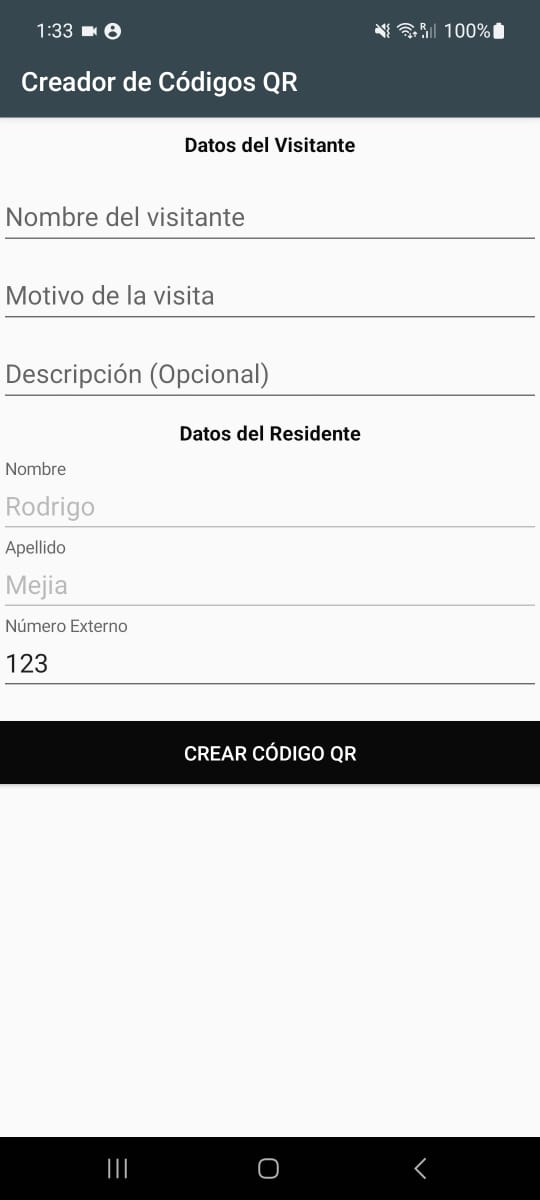 1:33 100%
Creador de Códigos QR
Datos del Visitante
Nombre del visitante
Motivo de la visita
Descripción (Opcional)
Datos del Residente
Nombre
Rodrigo
Apellido
Mejia
Número Externo
123
CREAR CÓDIGO QR